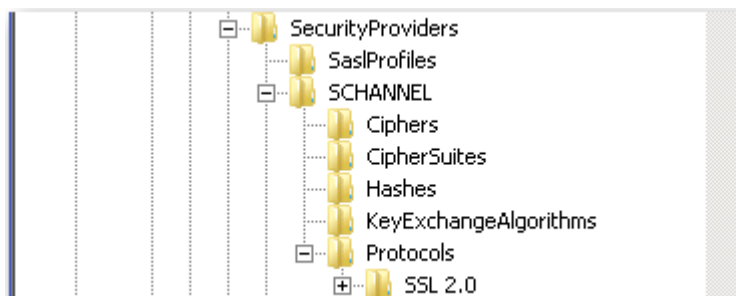 SecurityProviders
SaslProfiles
SCHANNEL
Ciphers
CipherSuites
Hashes
KeyExchangeAlgorithms
Protocols
SSL 2.0